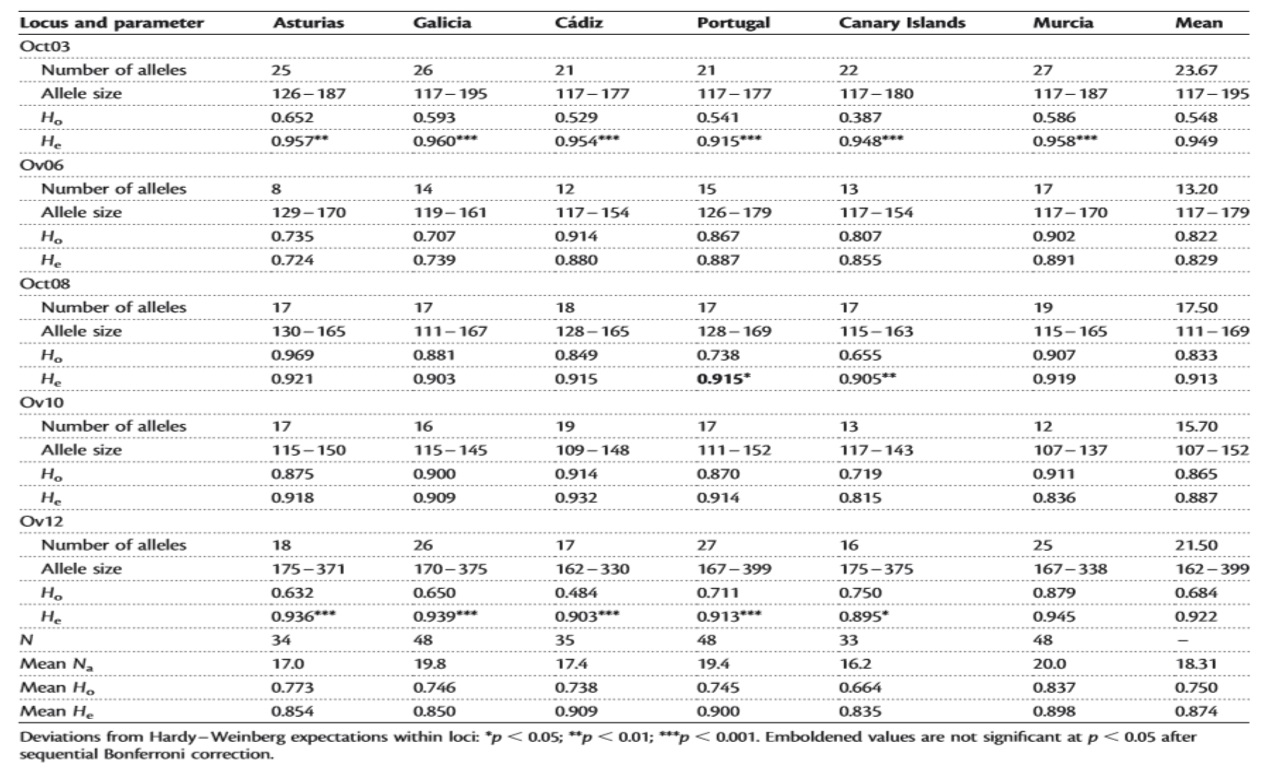 Locus and parameter Asturias Galicia Cádiz Portugal Canary Islands Murcia Mean
Oct03
Number of alleles 25 26 21 21 22 27 23.67
Allele size 126–187 117–195 117–177 117–177 117–180 117–187 117–195
Ho 0.652 0.593 0.529 0.541 0.387 0.586 0.548
He 0.957** 0.960*** 0.954*** 0.915*** 0.948*** 0.958*** 0.949
Ov06
Number of alleles 8 14 12 15 13 17 13.20
Allele size 129–170 119–161 117–154 126–179 117–154 117–170 117–179
Ho 0.735 0.707 0.914 0.867 0.807 0.902 0.822
He 0.724 0.739 0.880 0.887 0.855 0.891 0.829
Oct08
Number of alleles 17 17 18 17 17 19 17.50
Allele size 130–165 111–167 128–165 128–169 115–163 115–165 111–169
Ho 0.969 0.881 0.849 0.738 0.655 0.907 0.833
He 0.921 0.903 0.915 0.915* 0.905** 0.919 0.913
Ov10
Number of alleles 17 16 19 17 13 12 15.70
Allele size 115–150 115–145 109–148 111–152 117–143 107–137 107–152
Ho 0.875 0.900 0.914 0.870 0.719 0.911 0.865
He 0.918 0.909 0.932 0.914 0.815 0.836 0.887
Ov12
Number of alleles 18 26 17 27 16 25 21.50
Allele size 175–371 170–375 162–330 167–399 175–375 167–338 162–399
Ho 0.632 0.650 0.484 0.711 0.750 0.879 0.684
He 0.936*** 0.939*** 0.903*** 0.913*** 0.895* 0.945 0.922
N 34 48 35 48 33 48 –
Mean Na 17.0 19.8 17.4 19.4 16.2 20.0 18.31
Mean Ho 0.773 0.746 0.738 0.745 0.664 0.837 0.750
Mean He 0.854 0.850 0.909 0.900 0.835 0.898 0.874
Deviations from Hardy–Weinberg expectations within loci: *p < 0.05; **p < 0.01; ***p < 0.001. Emboldened values are not significant at p < 0.05 after
sequential Bonferroni correction.